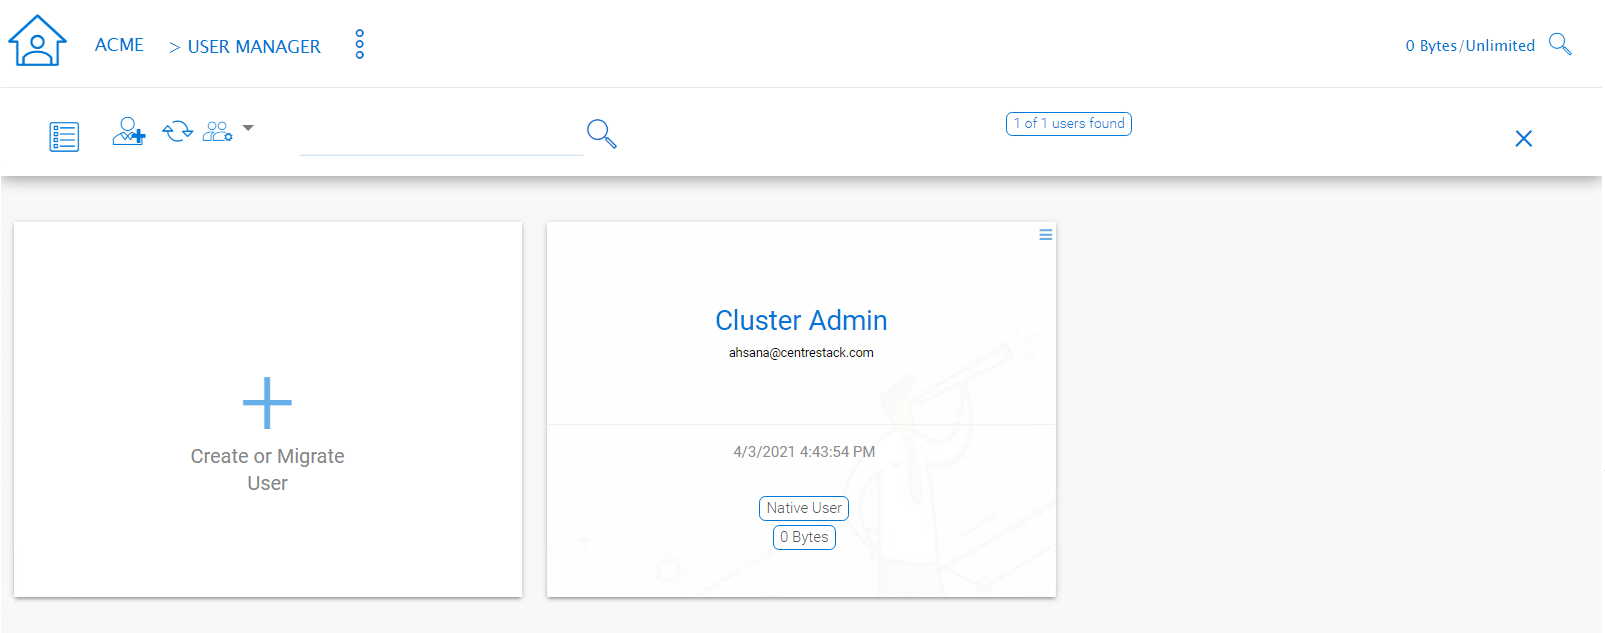 ACME > USER MANAGER
0 Bytes/Unlimited
1 of 1 users found
Create or Migrate
User
Cluster Admin
ahsana@centrestack.com
4/3/2021 4:43:54 PM
Native User
0 Bytes